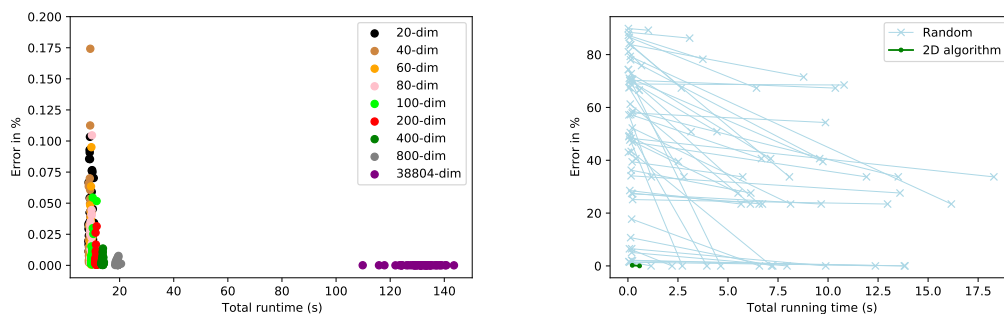 0.200
0.175
0.150
0.125
0.100
0.075
0.050
0.025
0.000
Error in %
20
40
60
80
100
120
140
Total runtime (s)
20-dim
40-dim
60-dim
80-dim
100-dim
200-dim
400-dim
800-dim
38804-dim
80
60
40
20
0
Error in %
0.0
2.5
5.0
7.5
10.0
12.5
15.0
17.5
Total running time (s)
Random
2D algorithm